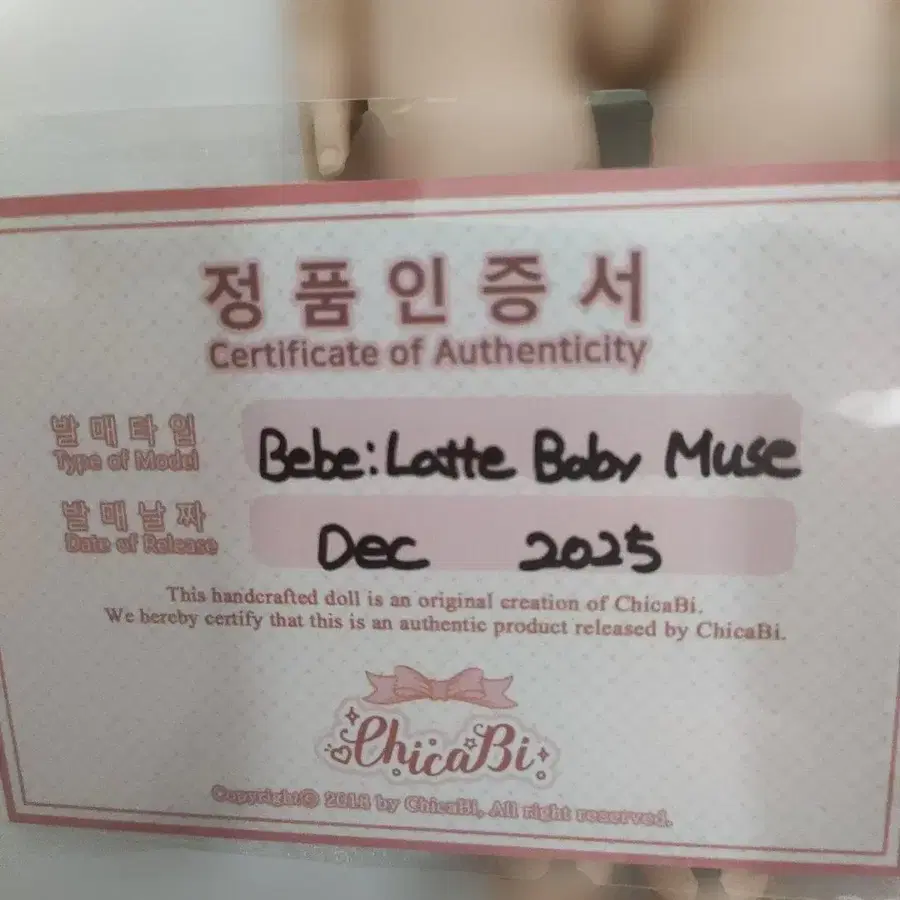 정품인증서
Certificate of Authenticity
발매타입
Type of Model
Bebe:Latte Baby Muse
발매날짜
Date of Release
Dec 2025
This handcrafted doll is an original creation of ChicaBi.
We hereby certify that this is an authentic product released by ChicaBi.
ChicaBi
Copyright© 2018 by ChicaBi, All right reserved.